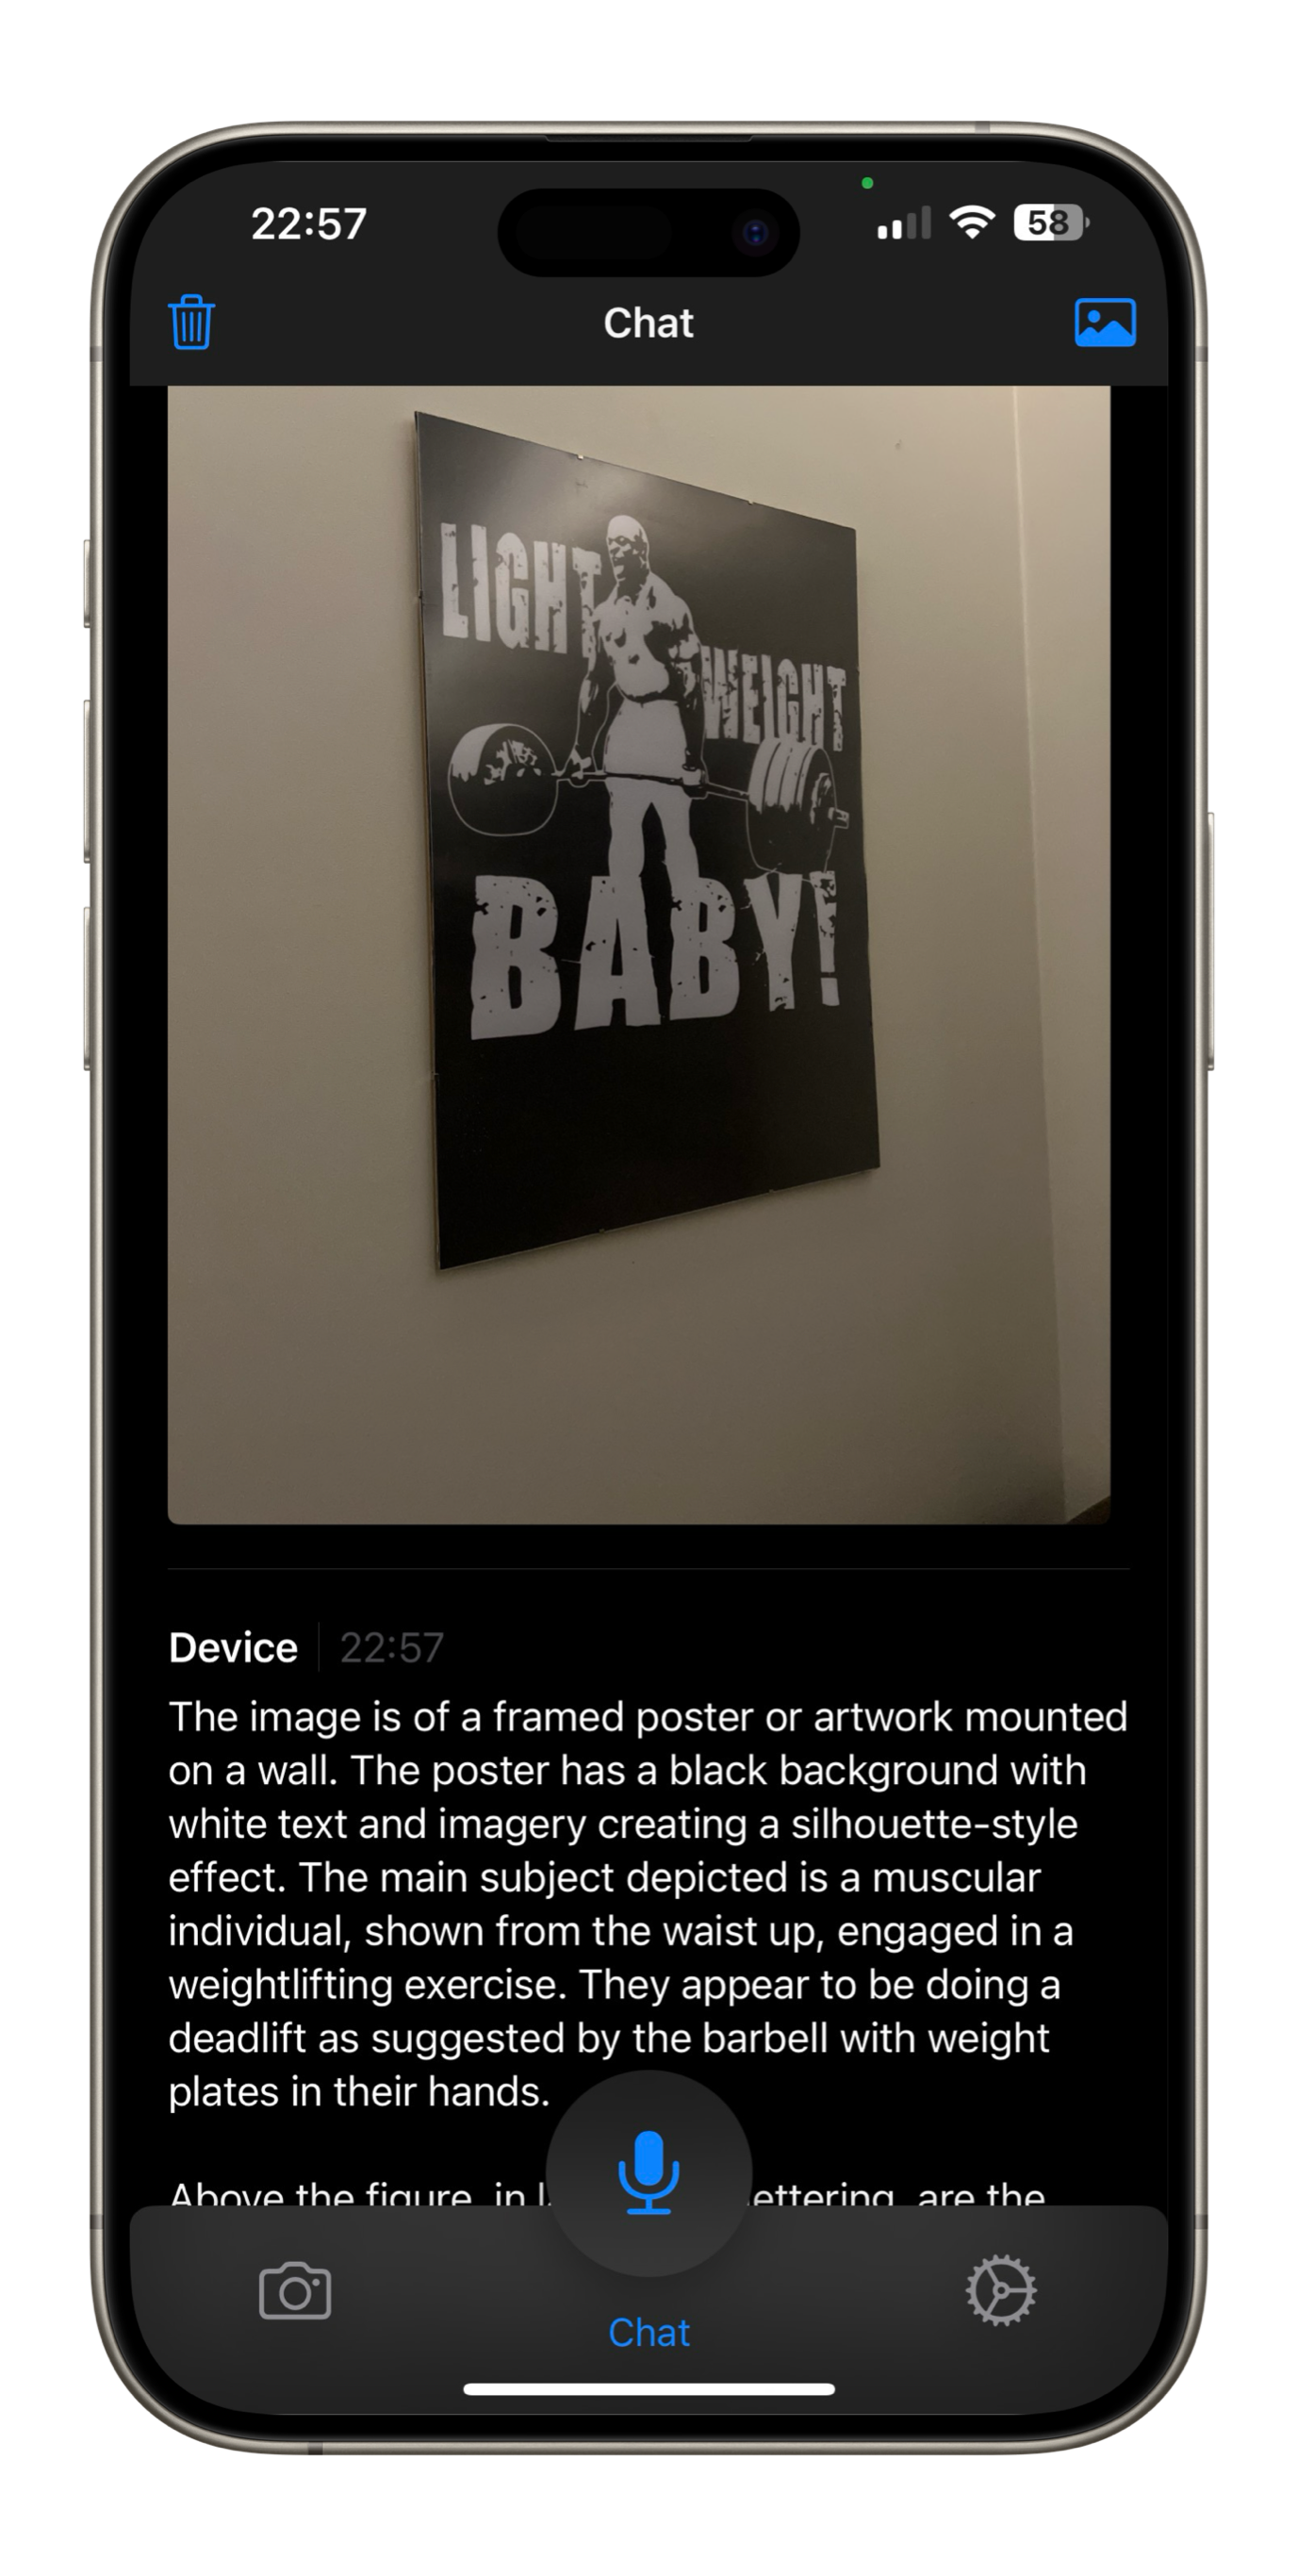 22:57
58
Chat
LIGHT
WEIGHT
BABY!
Device 22:57
The image is of a framed poster or artwork mounted
on a wall. The poster has a black background with
white text and imagery creating a silhouette-style
effect. The main subject depicted is a muscular
individual, shown from the waist up, engaged in a
weightlifting exercise. They appear to be doing a
deadlift as suggested by the barbell with weight
plates in their hands.
Above the figure, in are the
Chat